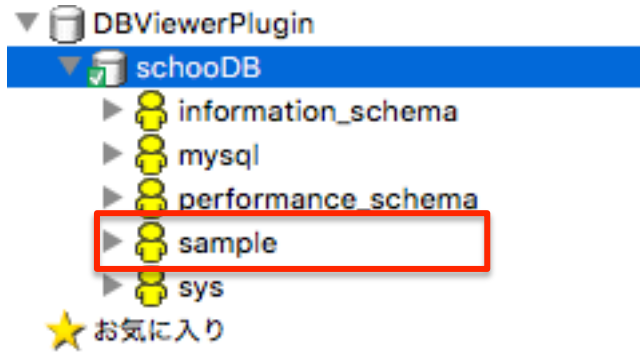 DBViewerPlugin
schooDB
information_schema
mysql
performance_schema
sample
sys
お気に入り